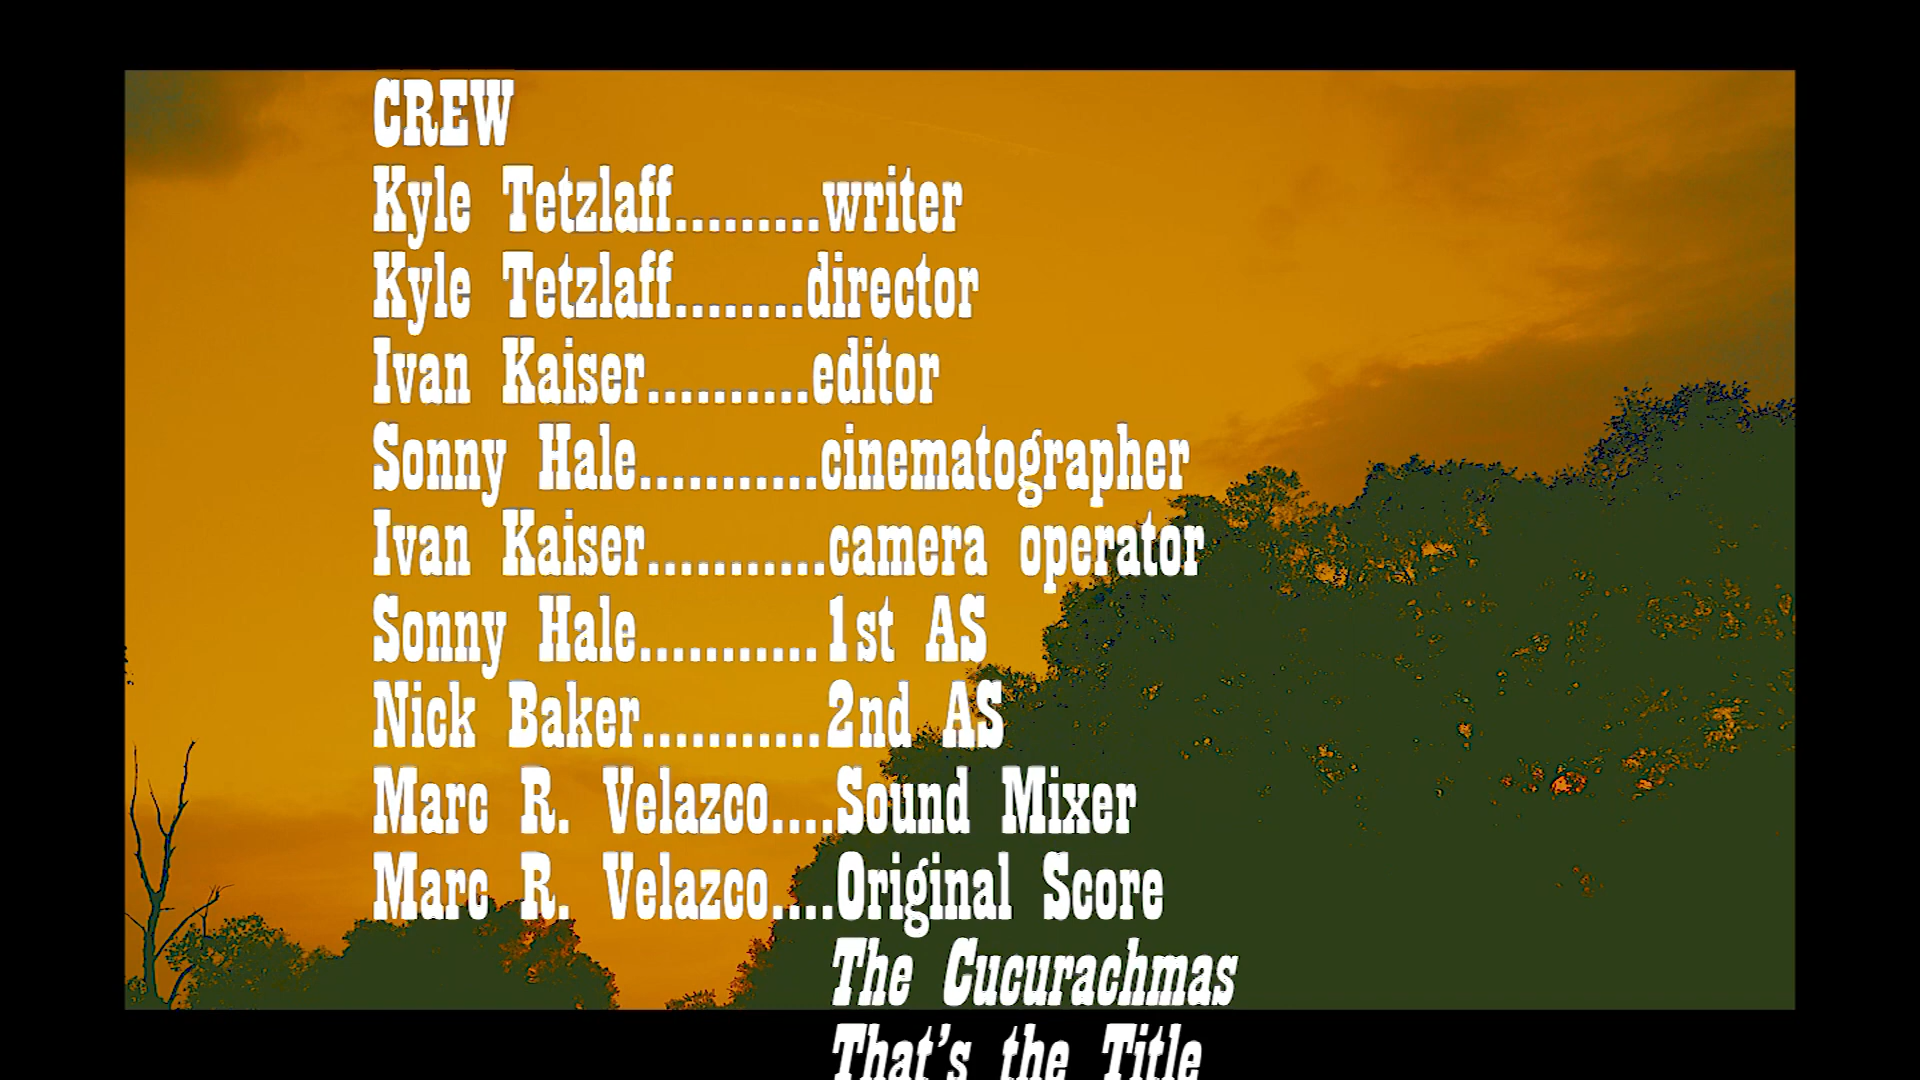 CREW
Kyle Tetzlaff.........writer
Kyle Tetzlaff........director
Ivan Kaiser..........editor
Sonny Hale...........cinematographer
Ivan Kaiser...........camera operator
Sonny Hale...........1st AS
Nick Baker...........2nd AS
Marc R. Velazco....Sound Mixer
Marc R. Velazco....Original Score
The Cucurachmas
That's the Title